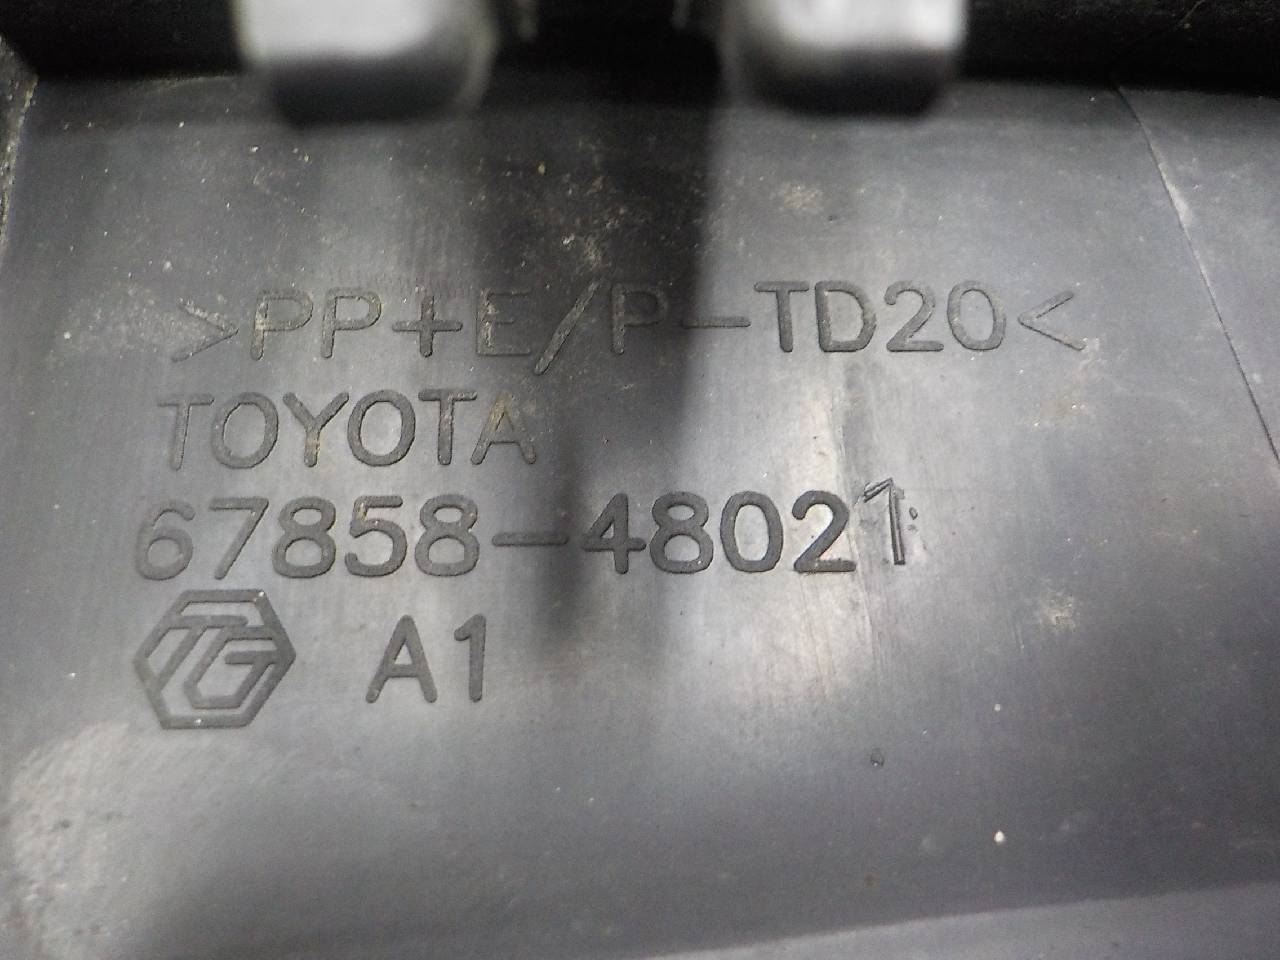 >PP+E/P-TD20<
TOYOTA
67858-48021
TG A1